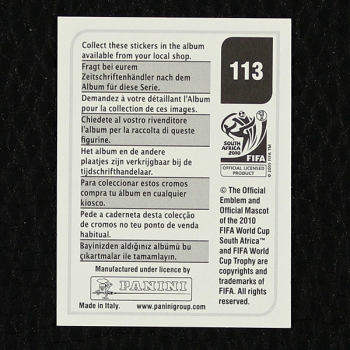 Collect these stickers in the album
available from your local shop.
Fragt bei eurem
Zeitschriftenhändler nach dem
Album für diese Serie.
Demandez à votre détaillant l'Album
pour la collection de ces images.
Chiedete al vostro rivenditore
l'album per la raccolta di queste
figurine.
Het album en de andere
plaatjes zijn verkrijgbaar bij de
tijdschrifthandelaar.
Para coleccionar estos cromos
compra tu álbum en cualquier
kiosco.
Pede a caderneta desta colecção
de cromos no teu ponto de venda
habitual.
Bayinizden aldığınız albümü bu
çıkartmalar ile tamamlayın.
Manufactured under licence by
PANINI
Made in Italy. www.paninigroup.com
113
SOUTH AFRICA
2010
FIFA
OFFICIAL LICENSED
PRODUCT
© 2005 FIFA TM
© The Official
Emblem and
Official Mascot
of the 2010
FIFA World Cup
South Africa™
and FIFA World
Cup Trophy are
copyrights and
trademarks of
FIFA. All rights
reserved.